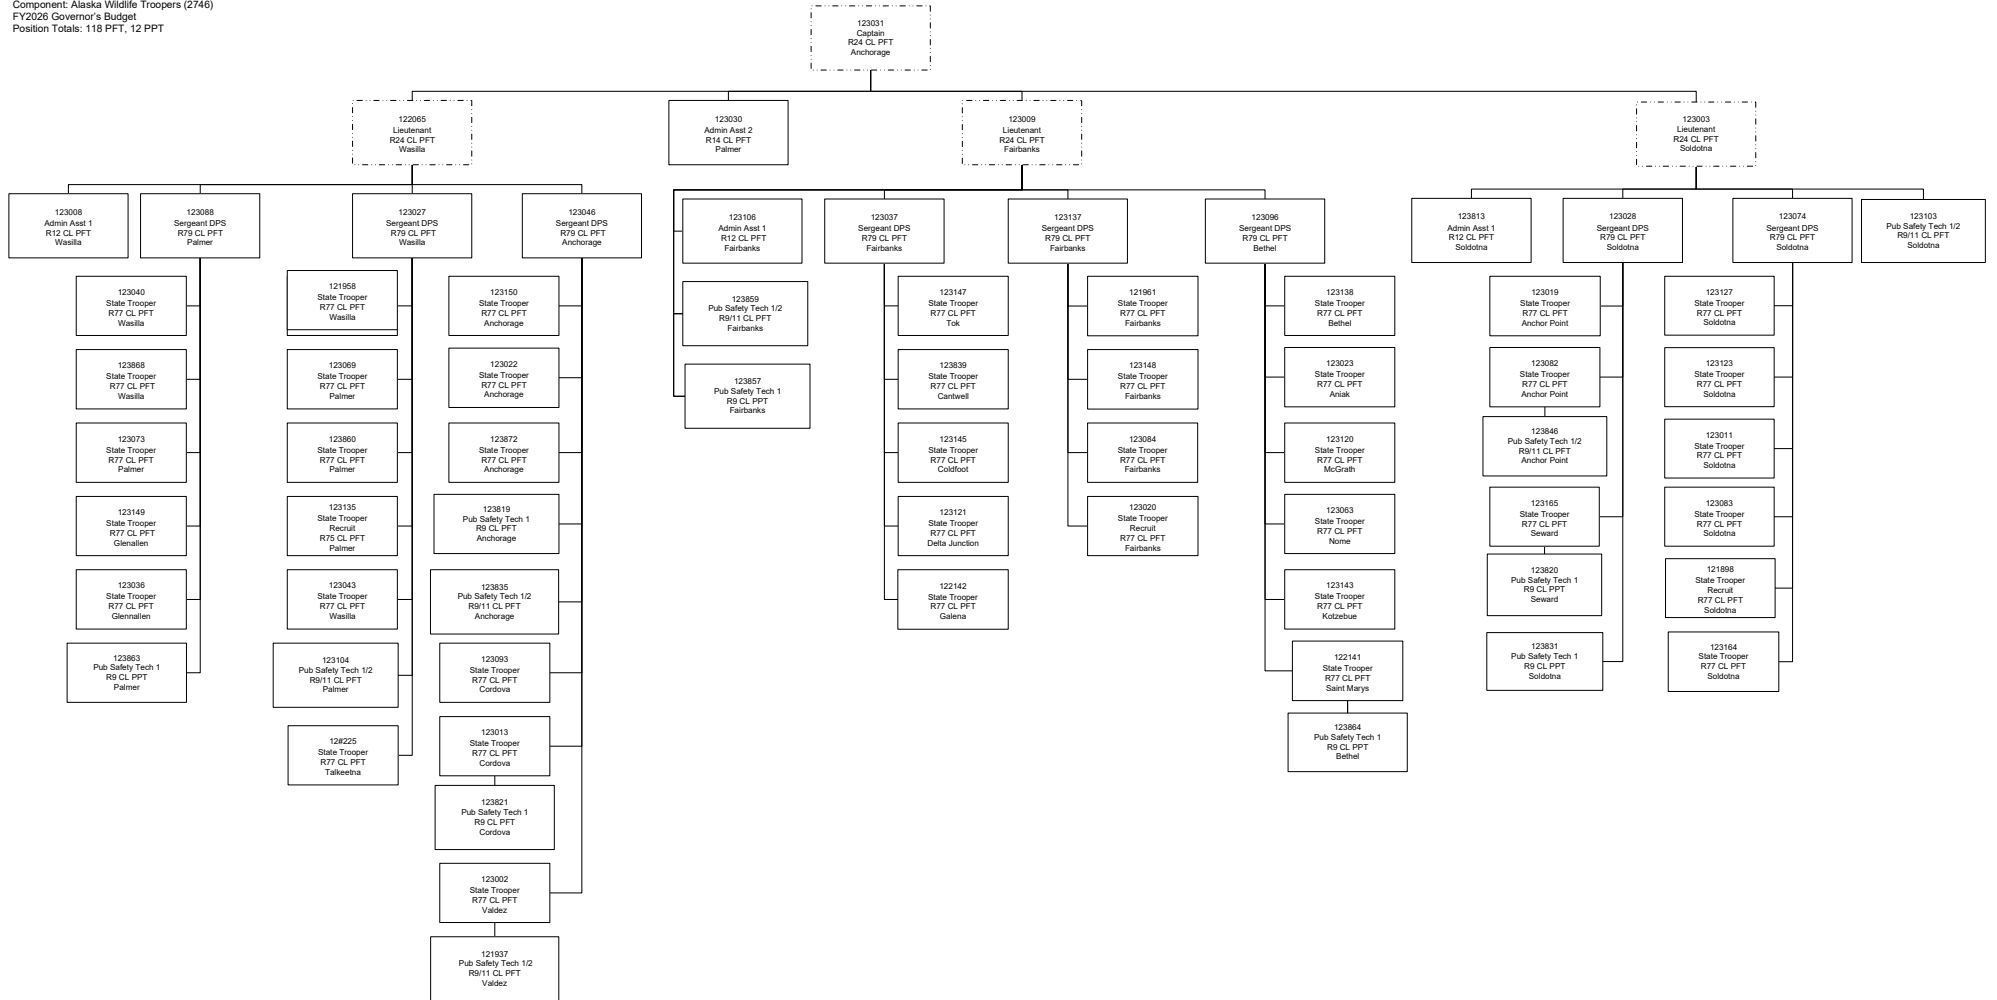 Component: Alaska Wildlife Troopers (2746)
FY2026 Governor's Budget
Position Totals: 118 PFT, 12 PPT
123031
Captain
R24 CL PFT
Anchorage
122065
Lieutenant
R24 CL PFT
Wasilla
123030
Admin Asst 2
R14 CL PFT
Palmer
123009
Lieutenant
R24 CL PFT
Fairbanks
123003
Lieutenant
R24 CL PFT
Soldotna
123008
Admin Asst 1
R12 CL PFT
Wasilla
123088
Sergeant DPS
R79 CL PFT
Palmer
123027
Sergeant DPS
R79 CL PFT
Wasilla
123046
Sergeant DPS
R79 CL PFT
Anchorage
123106
Admin Asst 1
R12 CL PFT
Fairbanks
123037
Sergeant DPS
R79 CL PFT
Fairbanks
123137
Sergeant DPS
R79 CL PFT
Fairbanks
123096
Sergeant DPS
R79 CL PFT
Bethel
123813
Admin Asst 1
R12 CL PFT
Soldotna
123028
Sergeant DPS
R79 CL PFT
Soldotna
123074
Sergeant DPS
R79 CL PFT
Soldotna
123103
Pub Safety Tech 1/2
R9/11 CL PFT
Soldotna
123040
State Trooper
R77 CL PFT
Wasilla
123868
State Trooper
R77 CL PFT
Wasilla
123073
State Trooper
R77 CL PFT
Palmer
123149
State Trooper
R77 CL PFT
Glenallen
123036
State Trooper
R77 CL PFT
Glennallen
123863
Pub Safety Tech 1
R9 CL PPT
Palmer
121958
State Trooper
R77 CL PFT
Wasilla
123069
State Trooper
R77 CL PFT
Palmer
123860
State Trooper
R77 CL PFT
Palmer
123135
State Trooper
Recruit
R75 CL PFT
Palmer
123043
State Trooper
R77 CL PFT
Wasilla
123104
Pub Safety Tech 1/2
R9/11 CL PFT
Palmer
12#225
State Trooper
R77 CL PFT
Talkeetna
123150
State Trooper
R77 CL PFT
Anchorage
123022
State Trooper
R77 CL PFT
Anchorage
123872
State Trooper
R77 CL PFT
Anchorage
123819
Pub Safety Tech 1
R9 CL PFT
Anchorage
123835
Pub Safety Tech 1/2
R9/11 CL PFT
Anchorage
123093
State Trooper
R77 CL PFT
Cordova
123013
State Trooper
R77 CL PFT
Cordova
123821
Pub Safety Tech 1
R9 CL PFT
Cordova
123002
State Trooper
R77 CL PFT
Valdez
121937
Pub Safety Tech 1/2
R9/11 CL PFT
Valdez
123859
Pub Safety Tech 1/2
R9/11 CL PFT
Fairbanks
123857
Pub Safety Tech 1
R9 CL PPT
Fairbanks
123147
State Trooper
R77 CL PFT
Tok
123839
State Trooper
R77 CL PFT
Cantwell
123145
State Trooper
R77 CL PFT
Coldfoot
123121
State Trooper
R77 CL PFT
Delta Junction
122142
State Trooper
R77 CL PFT
Galena
121961
State Trooper
R77 CL PFT
Fairbanks
123148
State Trooper
R77 CL PFT
Fairbanks
123084
State Trooper
R77 CL PFT
Fairbanks
123020
State Trooper
Recruit
R77 CL PFT
Fairbanks
123138
State Trooper
R77 CL PFT
Bethel
123023
State Trooper
R77 CL PFT
Aniak
123120
State Trooper
R77 CL PFT
McGrath
123063
State Trooper
R77 CL PFT
Nome
123143
State Trooper
R77 CL PFT
Kotzebue
122141
State Trooper
R77 CL PFT
Saint Marys
123864
Pub Safety Tech 1
R9 CL PPT
Bethel
123019
State Trooper
R77 CL PFT
Anchor Point
123082
State Trooper
R77 CL PFT
Anchor Point
123846
Pub Safety Tech 1/2
R9/11 CL PFT
Anchor Point
123165
State Trooper
R77 CL PFT
Seward
123820
Pub Safety Tech 1
R9 CL PPT
Seward
123831
Pub Safety Tech 1
R9 CL PPT
Soldotna
123127
State Trooper
R77 CL PFT
Soldotna
123123
State Trooper
R77 CL PFT
Soldotna
123011
State Trooper
R77 CL PFT
Soldotna
123083
State Trooper
R77 CL PFT
Soldotna
121898
State Trooper
Recruit
R77 CL PFT
Soldotna
123164
State Trooper
R77 CL PFT
Soldotna